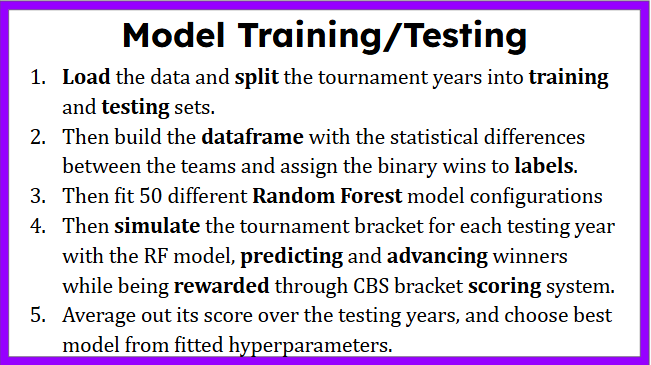 Model Training/Testing
1. Load the data and split the tournament years into training
and testing sets.
2. Then build the dataframe with the statistical differences
between the teams and assign the binary wins to labels.
3. Then fit 50 different Random Forest model configurations
4. Then simulate the tournament bracket for each testing year
with the RF model, predicting and advancing winners
while being rewarded through CBS bracket scoring system.
5. Average out its score over the testing years, and choose best
model from fitted hyperparameters.